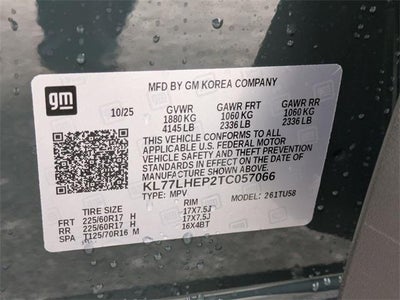 gm
MFD BY GM KOREA COMPANY
10/25 GVWR GAWR FRT GAWR RR
1880 KG 1060 KG 1060 KG
4145 LB 2336 LB 2336 LB
THIS VEHICLE CONFORMS TO ALL
APPLICABLE U.S. FEDERAL MOTOR
VEHICLE SAFETY AND THEFT PREVENTION
STANDARDS IN EFFECT ON THE DATE OF
MANUFACTURE SHOWN ABOVE.
KL77LHEP2TC057066
TYPE: MPV MODEL: 261TU58
TIRE SIZE RIM
FRT 225/60R17 H 17X7.5J
RR 225/60R17 H 17X7.5J
SPA T125/70R16 M 16X4BT